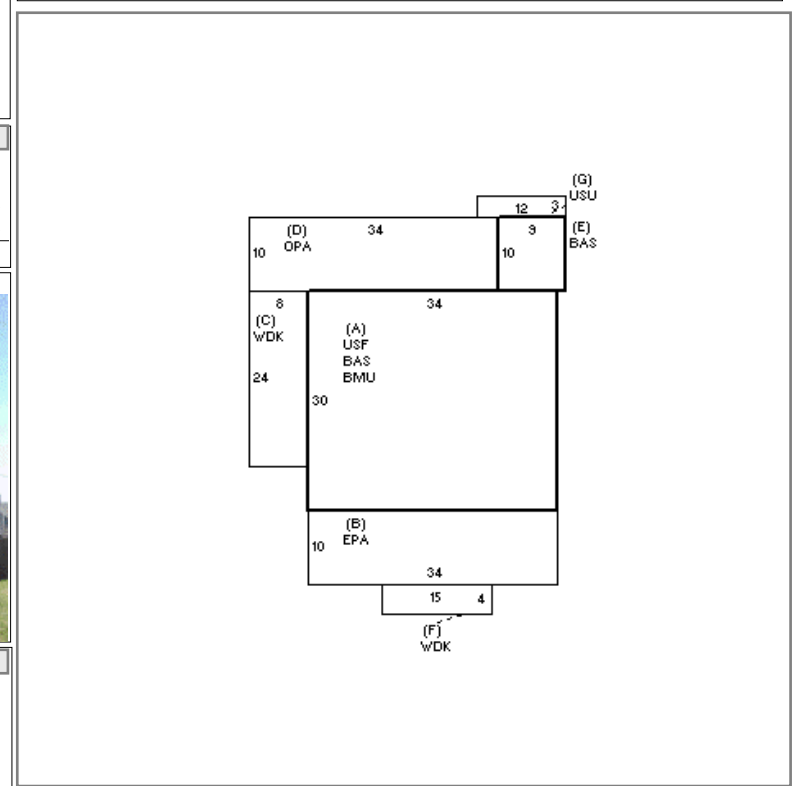 (G)
USU
12 3
(D)
OPA
34
10
9
10
(E)
BAS
8
(C)
WDK
24
34
(A)
USF
BAS
BMU
30
(B)
EPA
10
34
15 4
(F)
WDK